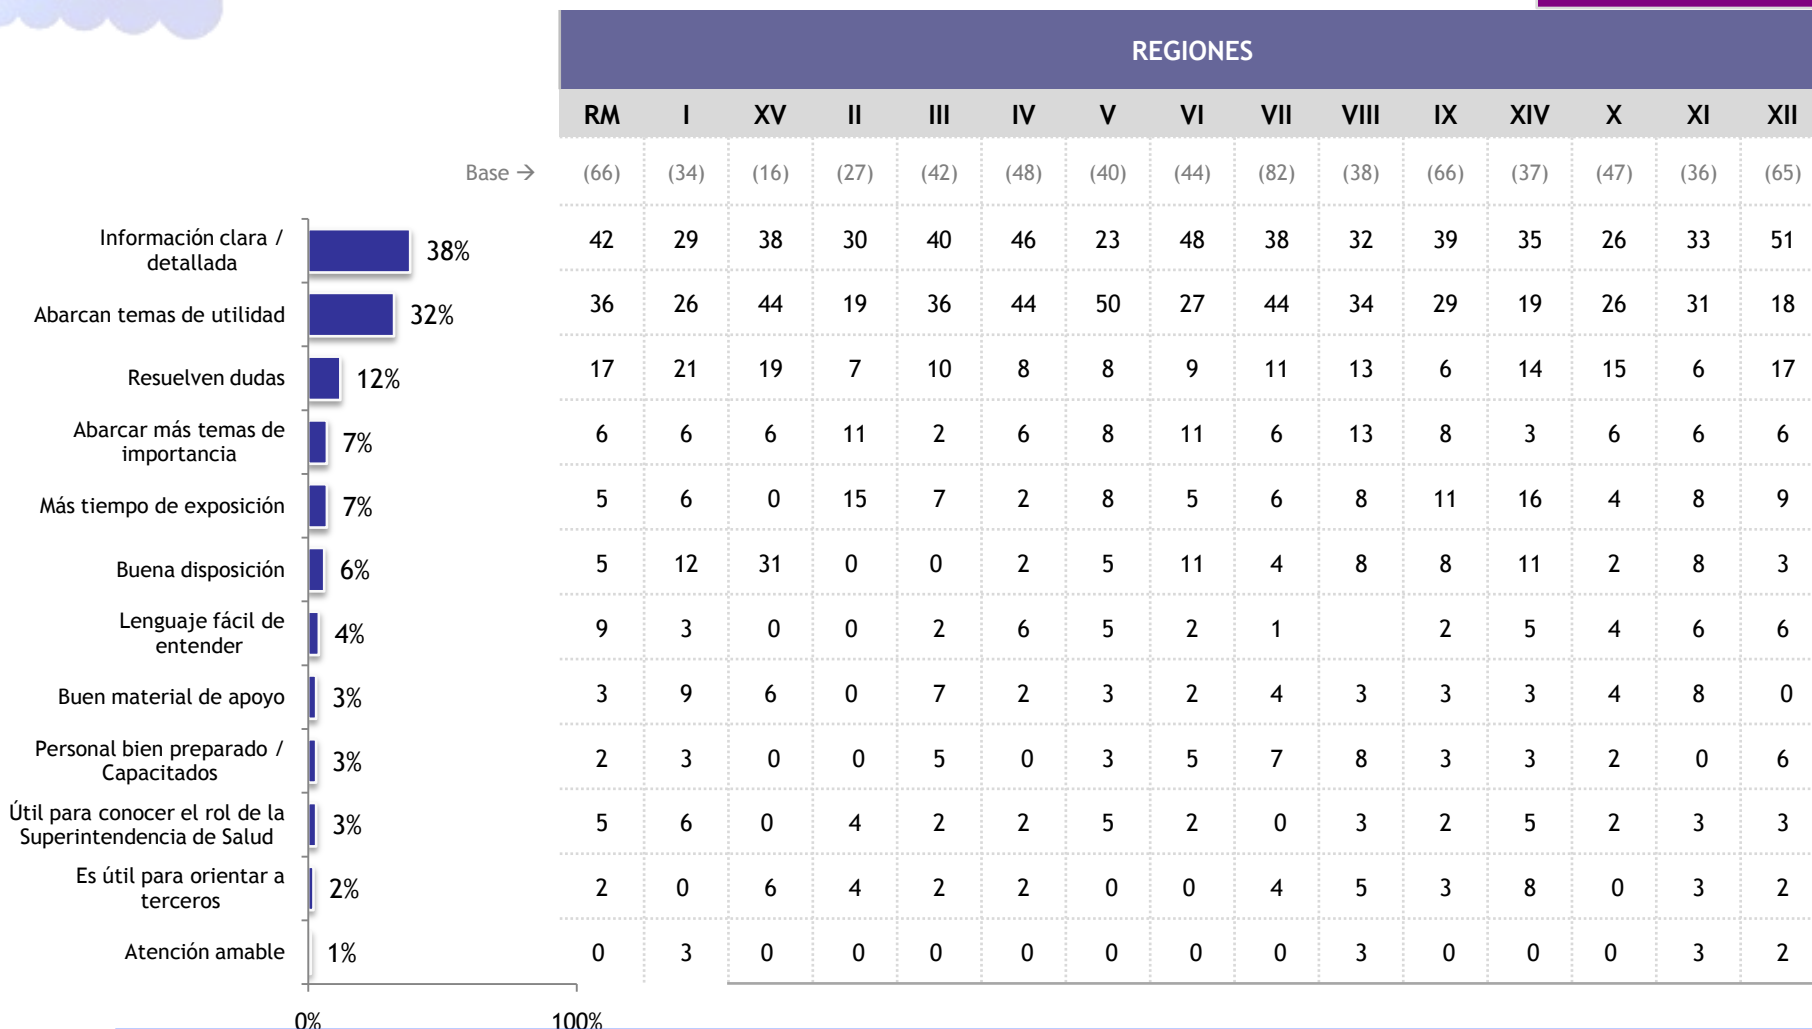 REGIONES
RM I XV II III IV V VI VII VIII IX XIV X XI XII
Base → (66) (34) (16) (27) (42) (48) (40) (44) (82) (38) (66) (37) (47) (36) (65)
Información clara /
detallada
38% 42 29 38 30 40 46 23 48 38 32 39 35 26 33 51
Abarcan temas de utilidad 32% 36 26 44 19 36 44 50 27 44 34 29 19 26 31 18
Resuelven dudas 12% 17 21 19 7 10 8 8 9 11 13 6 14 15 6 17
Abarcar más temas de
importancia
7% 6 6 6 11 2 6 8 11 6 13 8 3 6 6 6
Más tiempo de exposición 7% 5 6 0 15 7 2 8 5 6 8 11 16 4 8 9
Buena disposición 6% 5 12 31 0 0 2 5 11 4 8 8 11 2 8 3
Lenguaje fácil de
entender
4% 9 3 0 0 2 6 5 2 1 2 5 4 6 6
Buen material de apoyo 3% 3 9 6 0 7 2 3 2 4 3 3 3 4 8 0
Personal bien preparado /
Capacitados
3% 2 3 0 0 5 0 3 5 7 8 3 3 2 0 6
Útil para conocer el rol de la
Superintendencia de Salud
3% 5 6 0 4 2 2 5 2 0 3 2 5 2 3 3
Es útil para orientar a
terceros
2% 2 0 6 4 2 2 0 0 4 5 3 8 0 3 2
Atención amable 1% 0 3 0 0 0 0 0 0 0 3 0 0 0 3 2
0% 100%